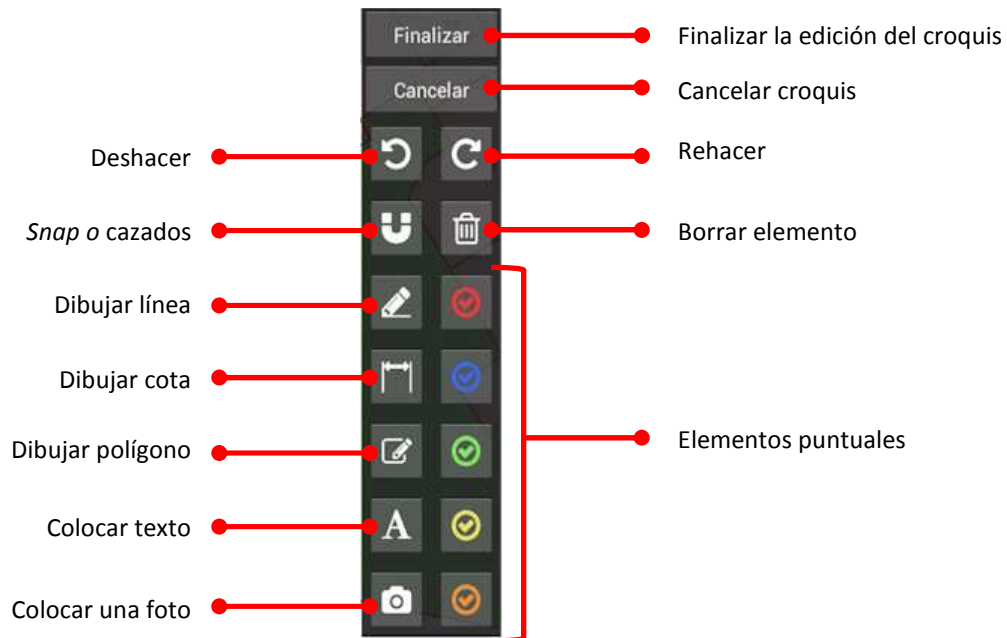 Finalizar
Finalizar la edición del croquis
Cancelar
Cancelar croquis
Deshacer
Rehacer
Snap o cazados
Borrar elemento
Dibujar línea
Dibujar cota
Dibujar polígono
Elementos puntuales
A
Colocar texto
Colocar una foto